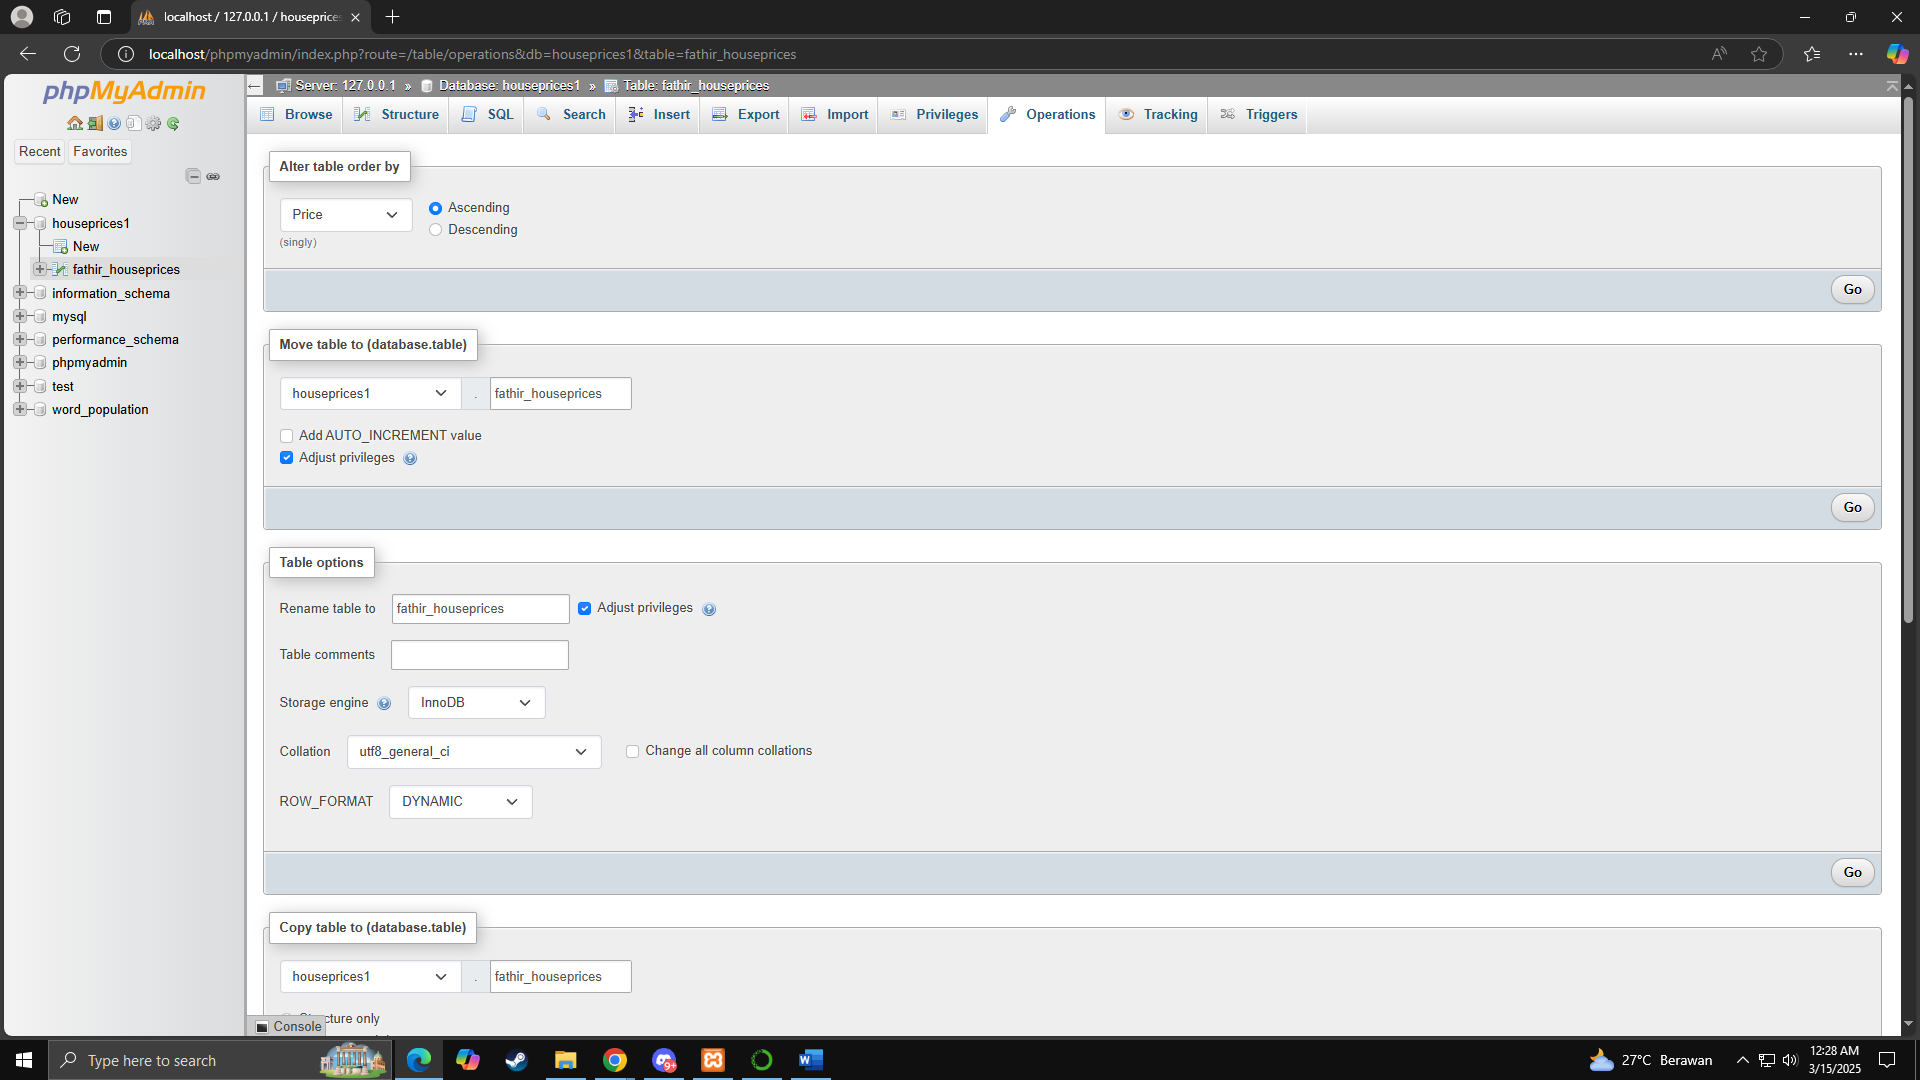 localhost / 127.0.0.1 / houseprices
localhost/phpmyadmin/index.php?route=/table/operations&db=houseprices1&table=fathir_houseprices
phpMyAdmin
Recent
Favorites
New
houseprices1
New
fathir_houseprices
information_schema
mysql
performance_schema
phpmyadmin
test
word_population
Server: 127.0.0.1 » Database: houseprices1 » Table: fathir_houseprices
Browse Structure SQL Search Insert Export Import Privileges Operations Tracking Triggers
Alter table order by
Price
(singly)
Ascending
Descending
Go
Move table to (database.table)
houseprices1 . fathir_houseprices
Add AUTO_INCREMENT value
Adjust privileges
Go
Table options
Rename table to fathir_houseprices Adjust privileges
Table comments
Storage engine InnoDB
Collation utf8_general_ci Change all column collations
ROW_FORMAT DYNAMIC
Go
Copy table to (database.table)
houseprices1 . fathir_houseprices
Structure only
Console
Type here to search
9+
27°C Berawan
12:28 AM
3/15/2025